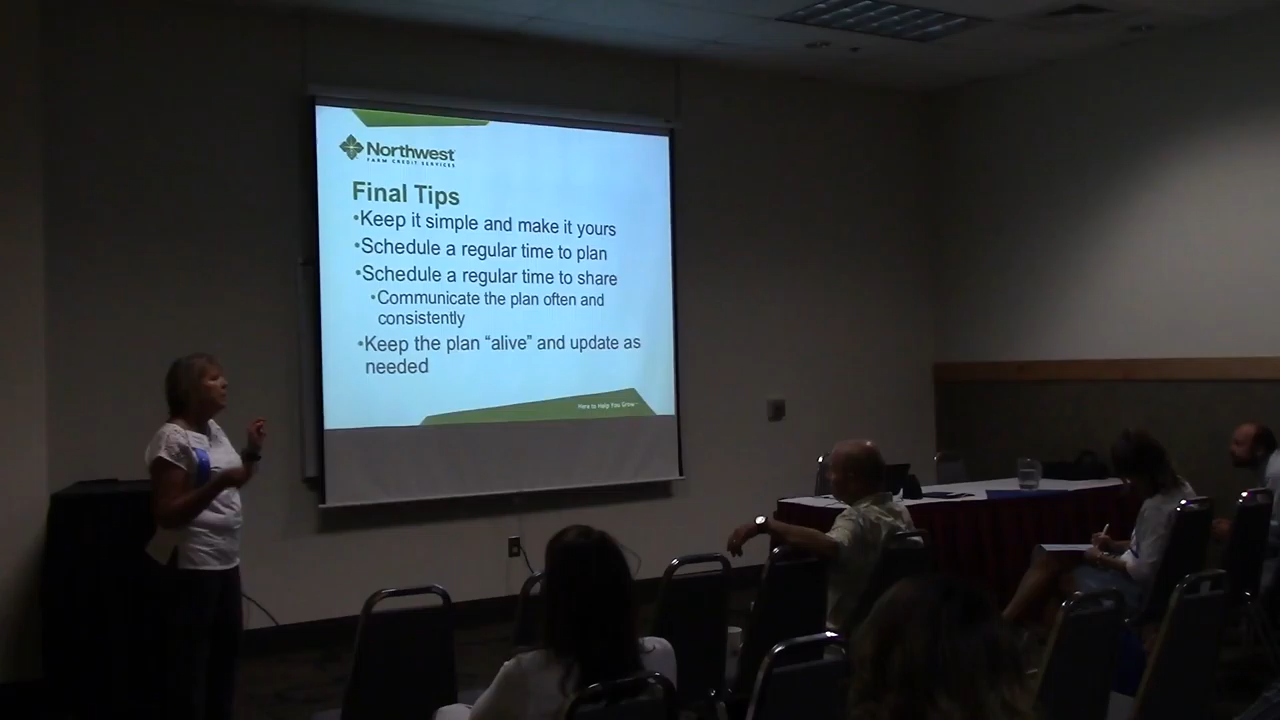 Northwest
FARM CREDIT SERVICES
Final Tips
•Keep it simple and make it yours
•Schedule a regular time to plan
•Schedule a regular time to share
•Communicate the plan often and
consistently
•Keep the plan “alive” and update as
needed
Here to Help You Grow